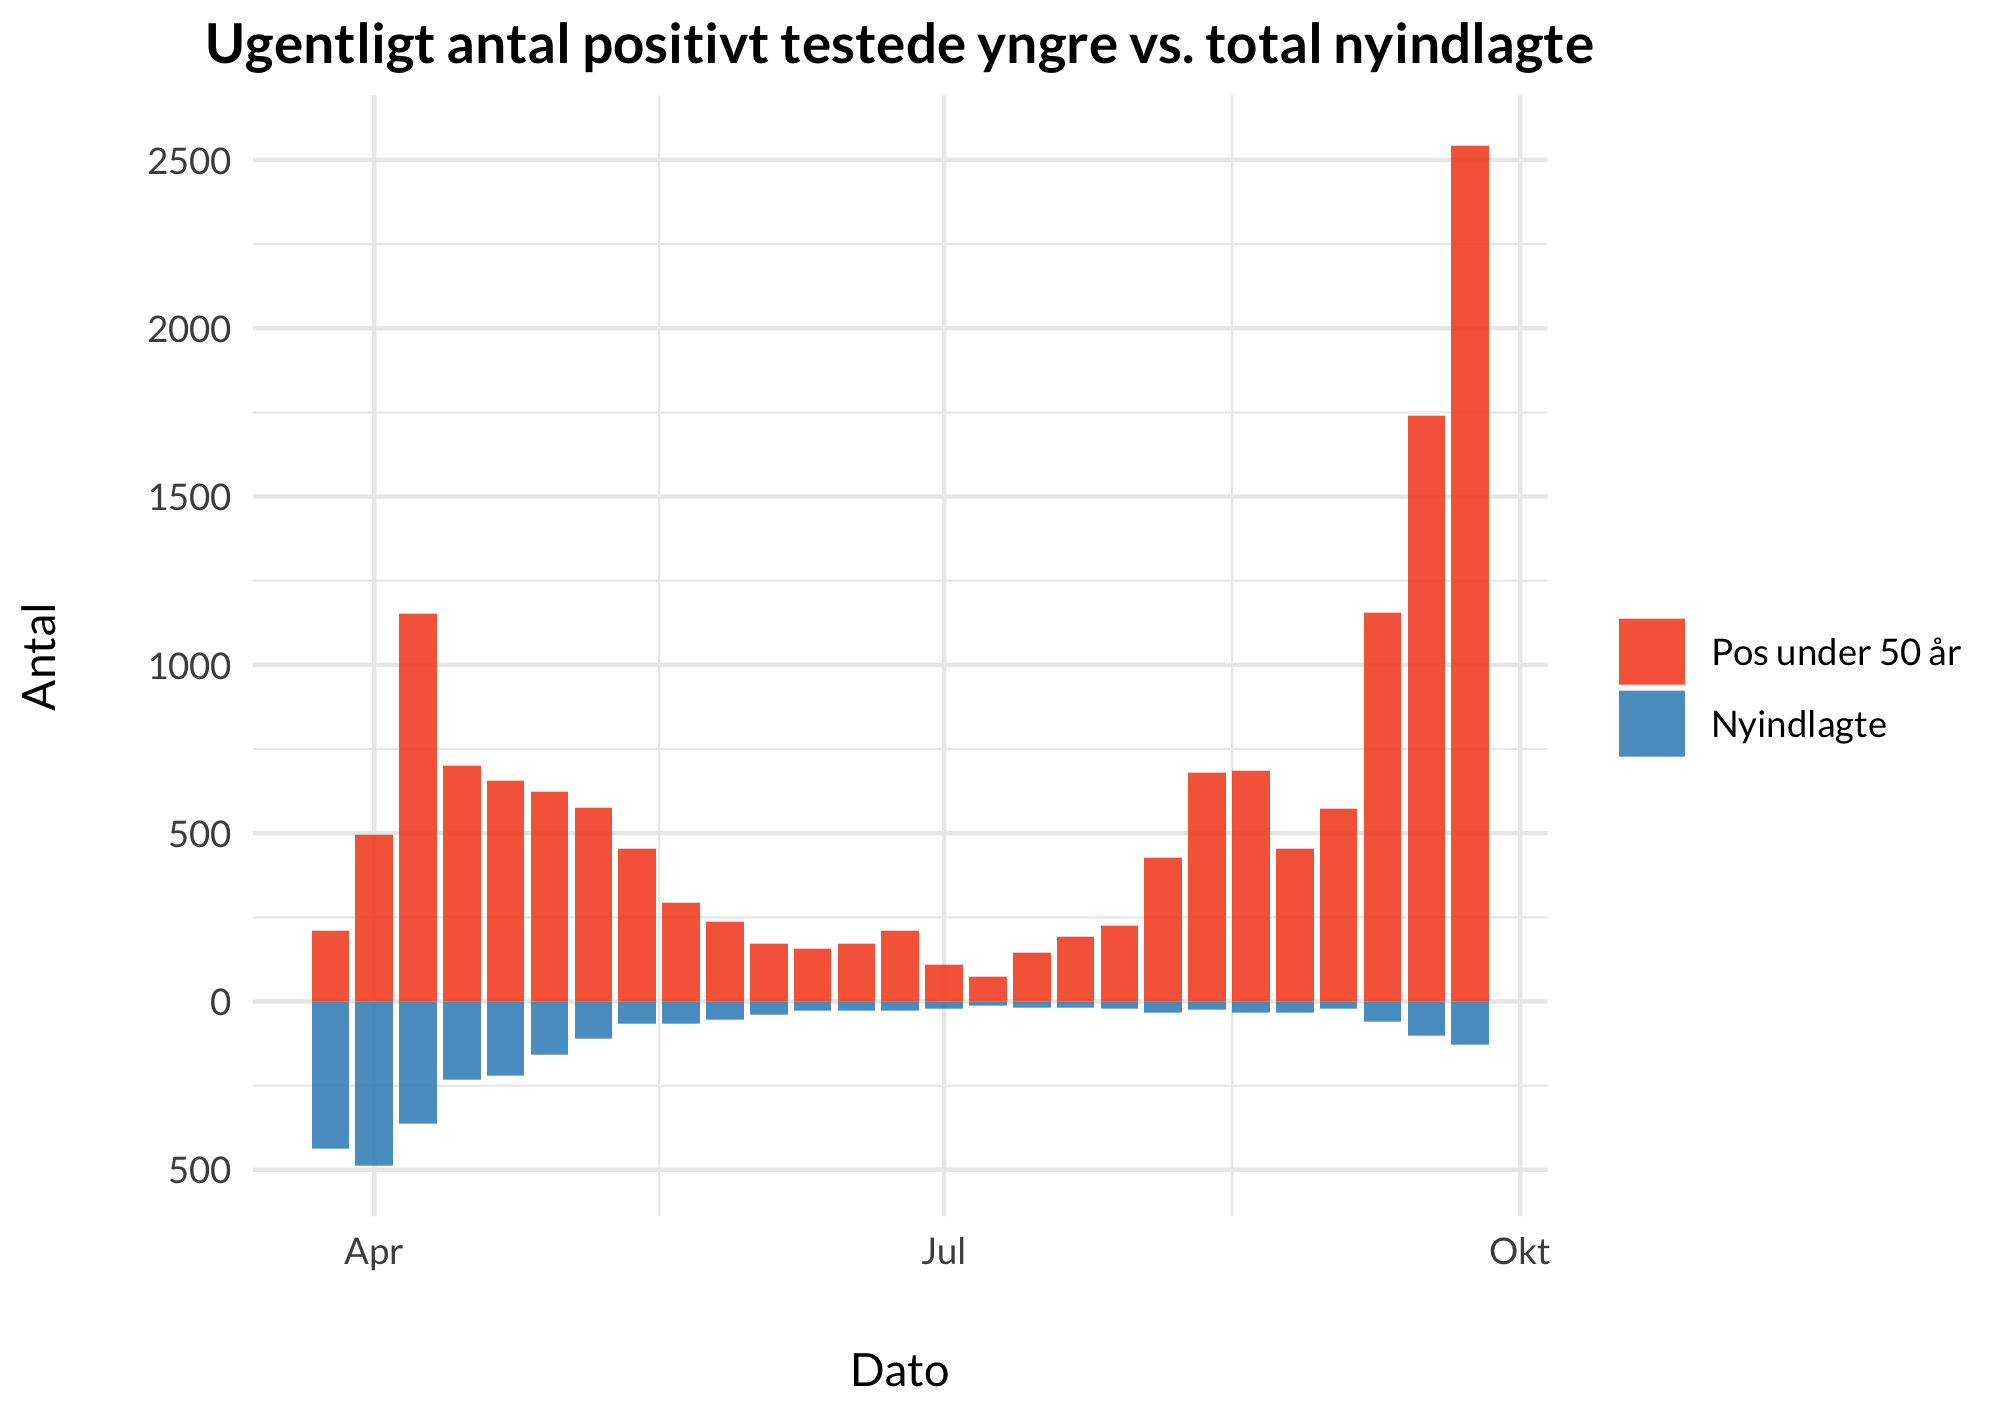 Ugentligt antal positivt testede yngre vs. total nyindlagte
2500
2000
1500
1000
500
0
500
Antal
Apr
Jul
Okt
Dato
Pos under 50 år
Nyindlagte